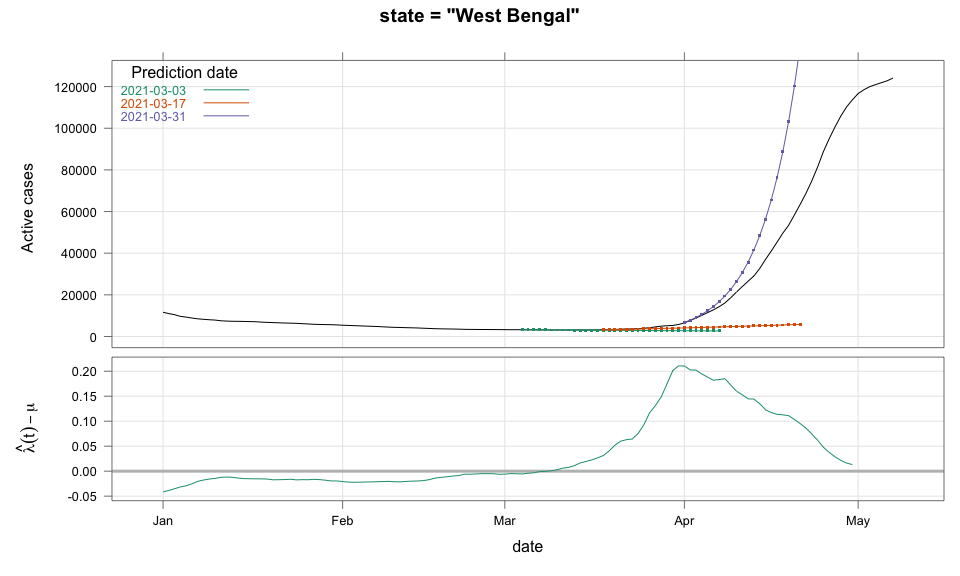 state = "West Bengal"
Prediction date
2021-03-03
2021-03-17
2021-03-31
Active cases
120000
100000
80000
60000
40000
20000
0
λ̂(t) − μ
0.20
0.15
0.10
0.05
0.00
-0.05
Jan Feb Mar Apr May
date